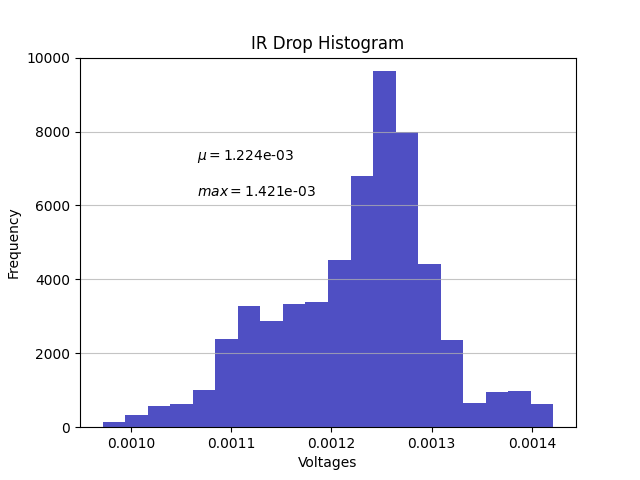 IR Drop Histogram
10000
8000
6000
4000
2000
0
Frequency
μ = 1.224e-03
max = 1.421e-03
0.0010 0.0011 0.0012 0.0013 0.0014
Voltages